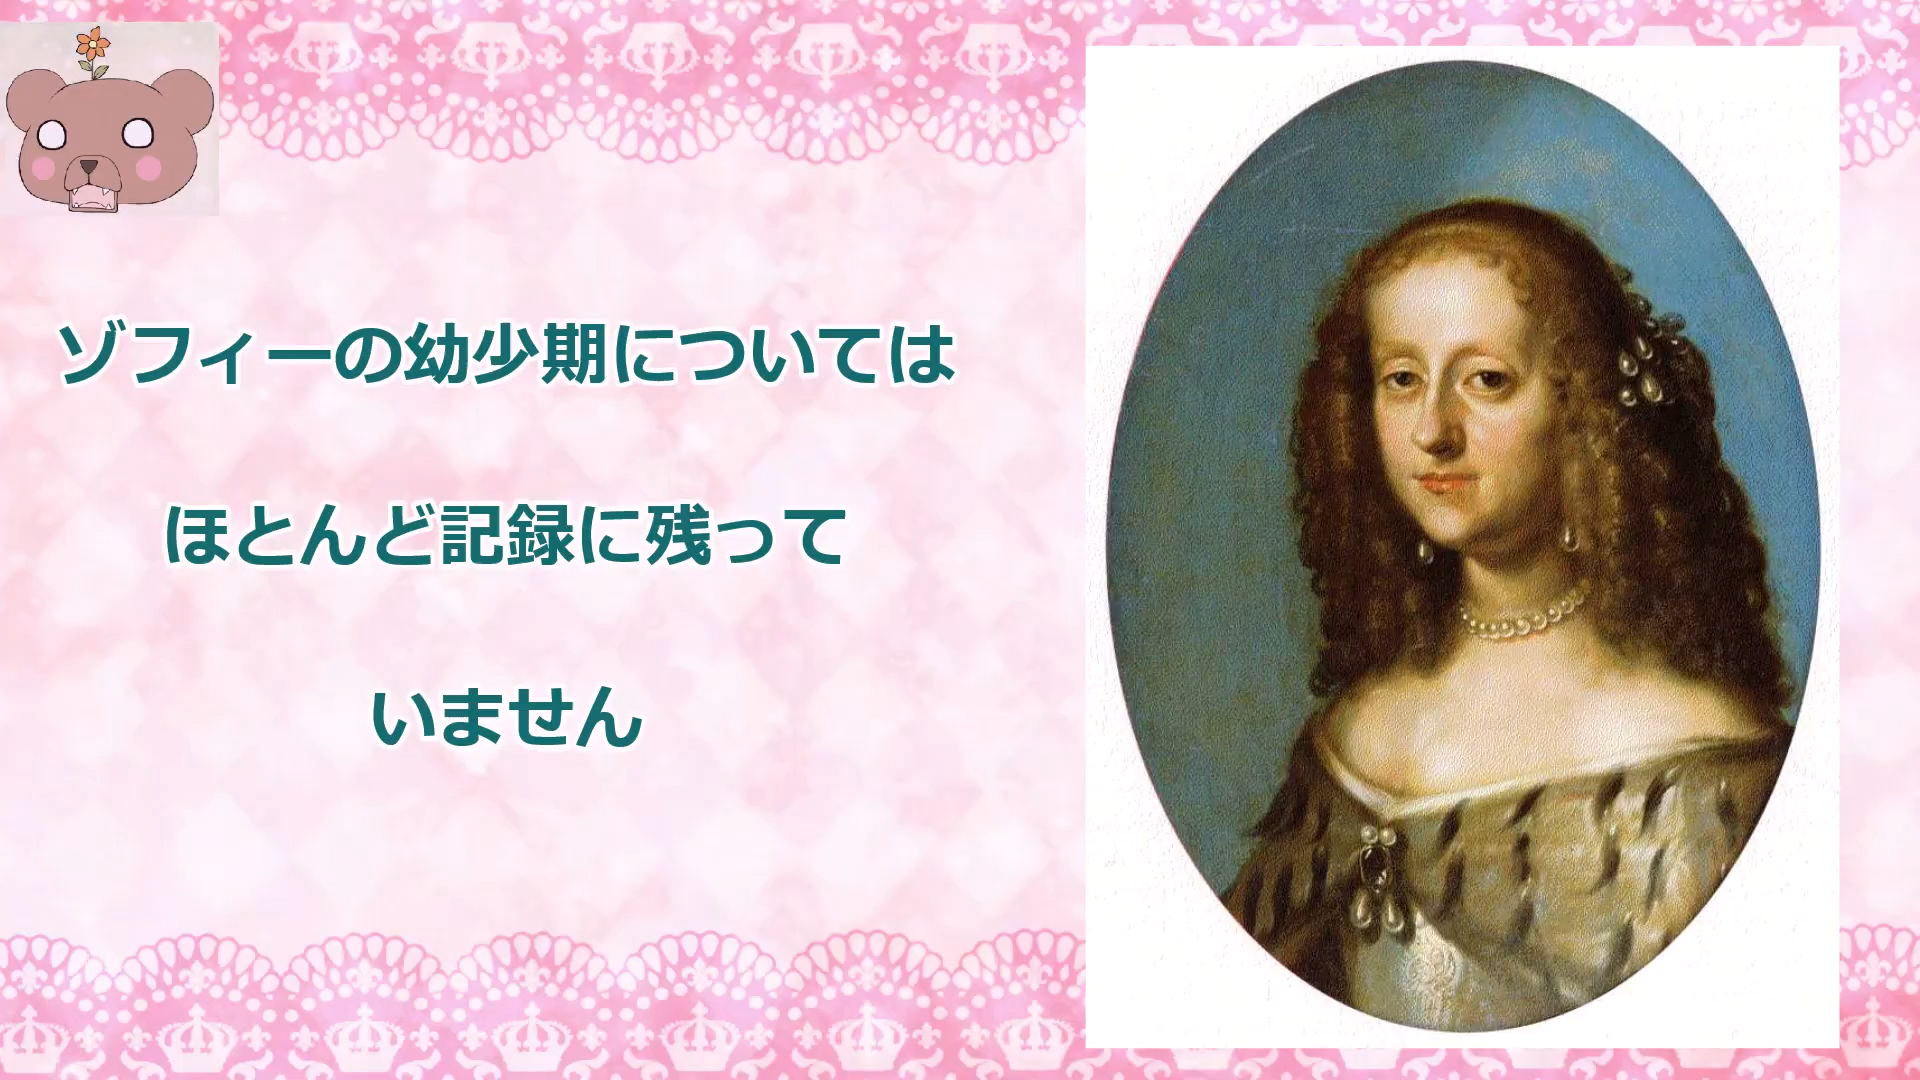 ゾフィーの幼少期については
ほとんど記録に残って
いません